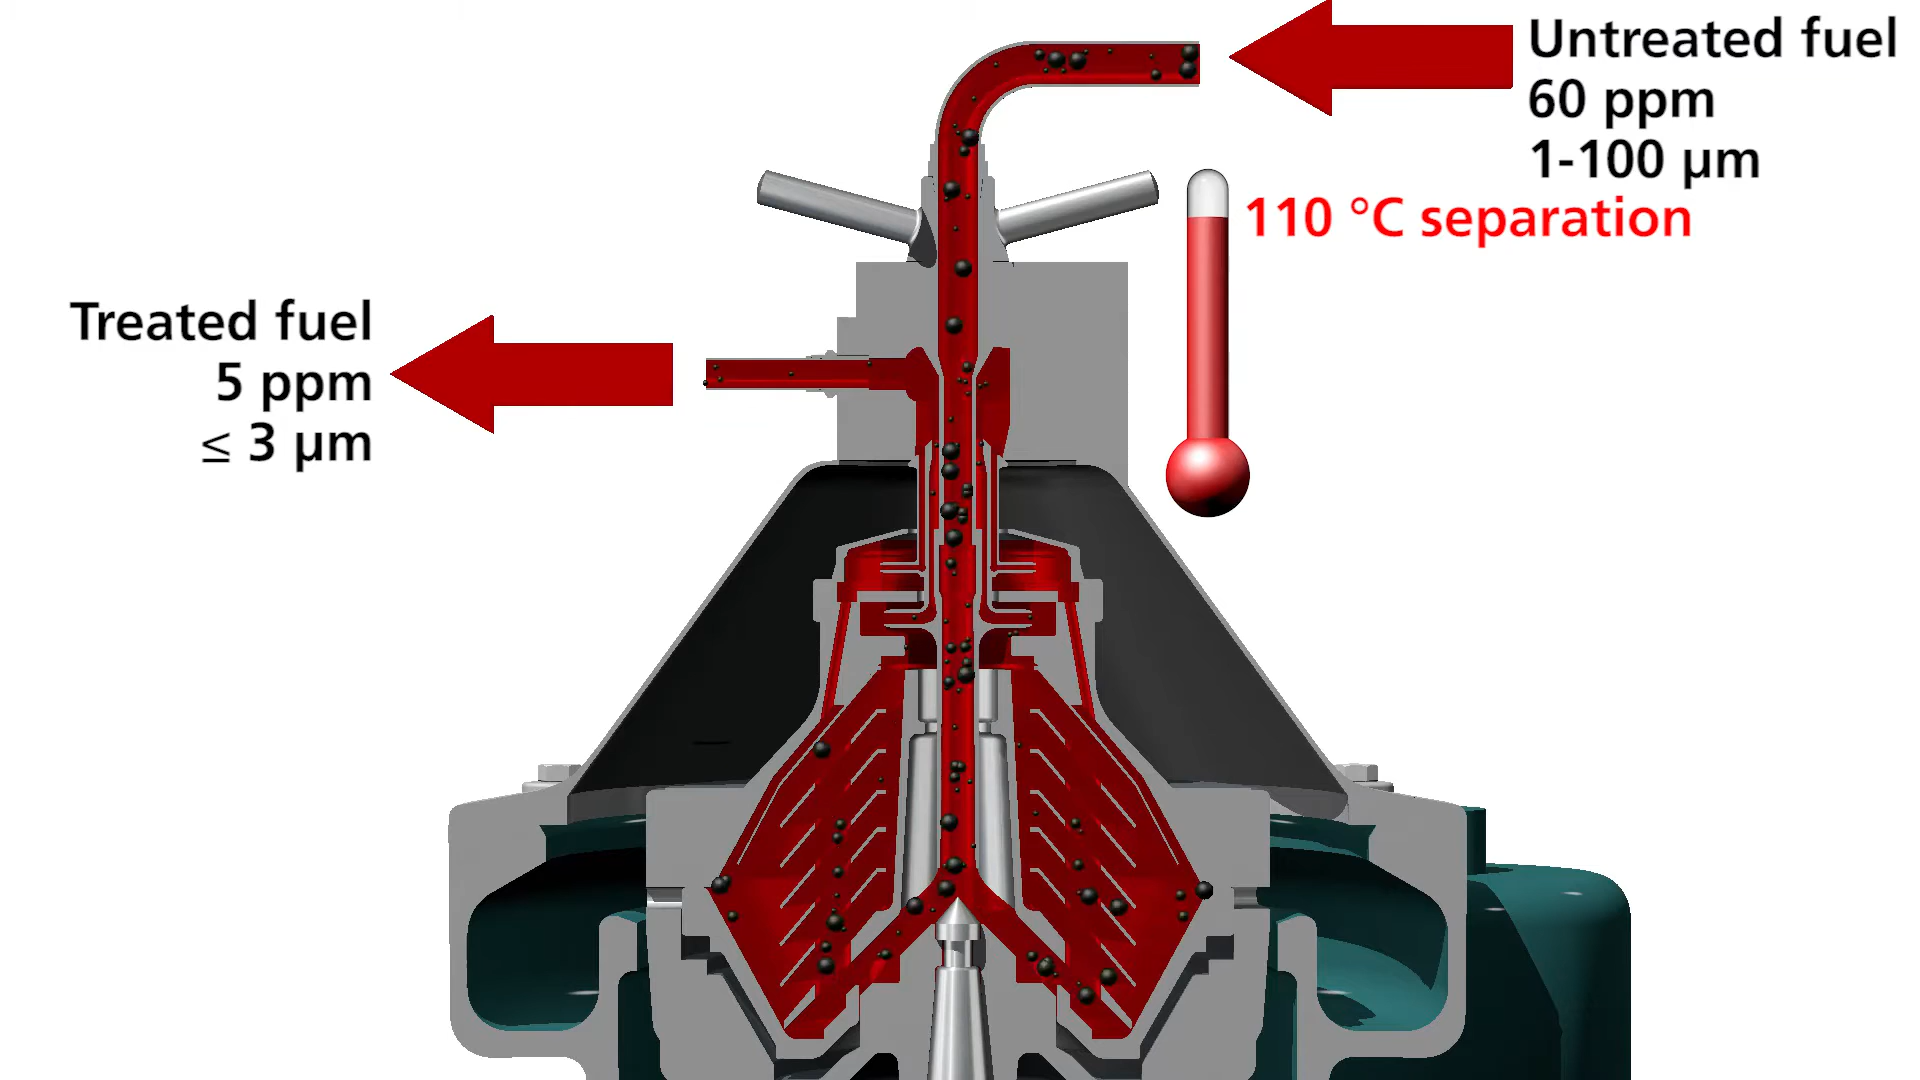 Untreated fuel
60 ppm
1-100 µm
110 °C separation
Treated fuel
5 ppm
≤ 3 µm